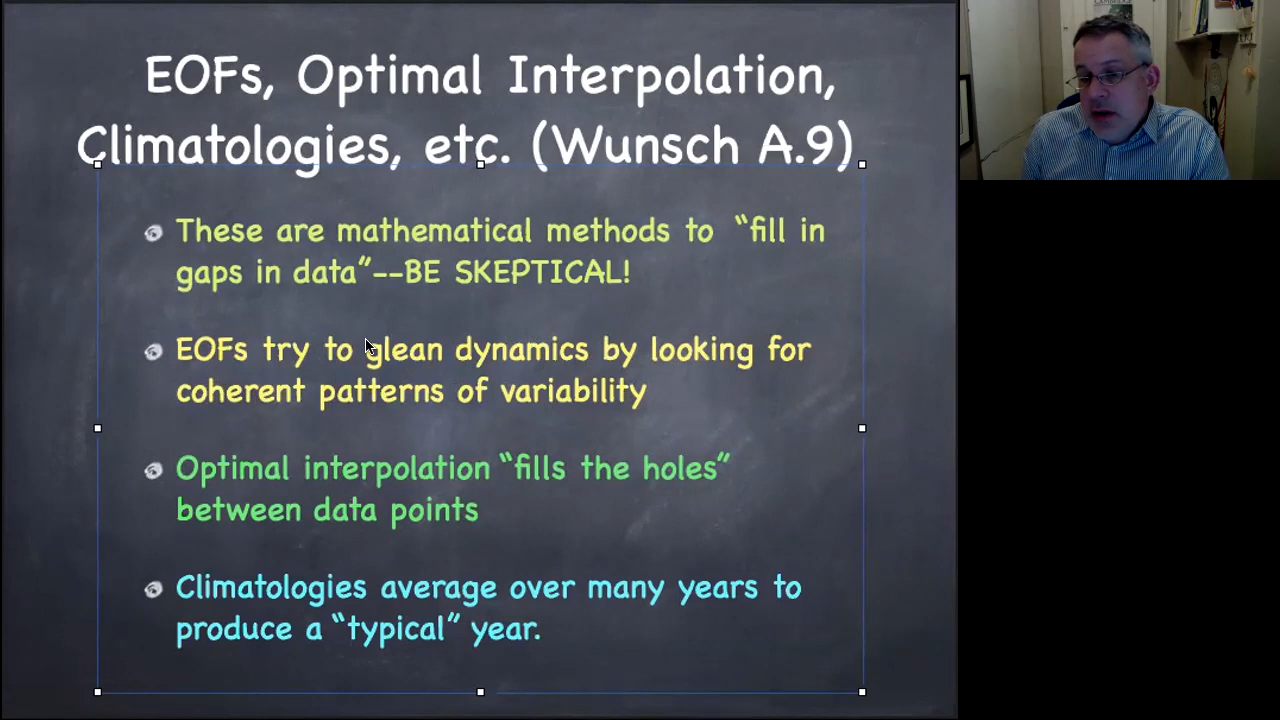 EOFs, Optimal Interpolation,
Climatologies, etc. (Wunsch A.9)
These are mathematical methods to “fill in
gaps in data”--BE SKEPTICAL!
EOFs try to glean dynamics by looking for
coherent patterns of variability
Optimal interpolation “fills the holes”
between data points
Climatologies average over many years to
produce a “typical” year.